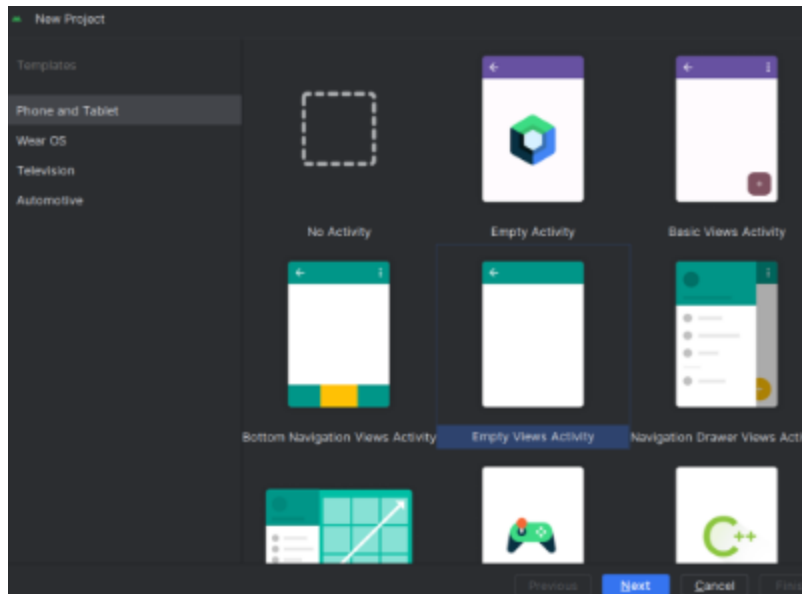 New Project
Templates
Phone and Tablet
Wear OS
Television
Automotive
No Activity
Empty Activity
Basic Views Activity
Bottom Navigation Views Activity
Empty Views Activity
Navigation Drawer Views Acti
C++
Previous
Next
Cancel
Finis